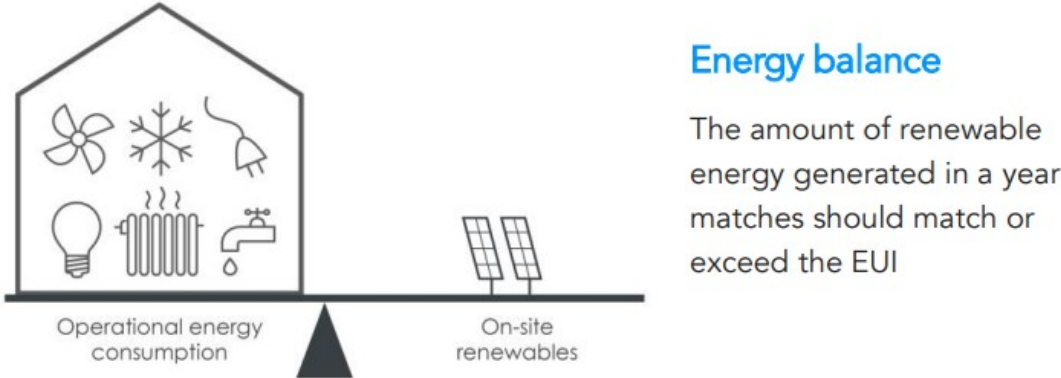 Energy balance
The amount of renewable
energy generated in a year
matches should match or
exceed the EUI
Operational energy
consumption
On-site
renewables